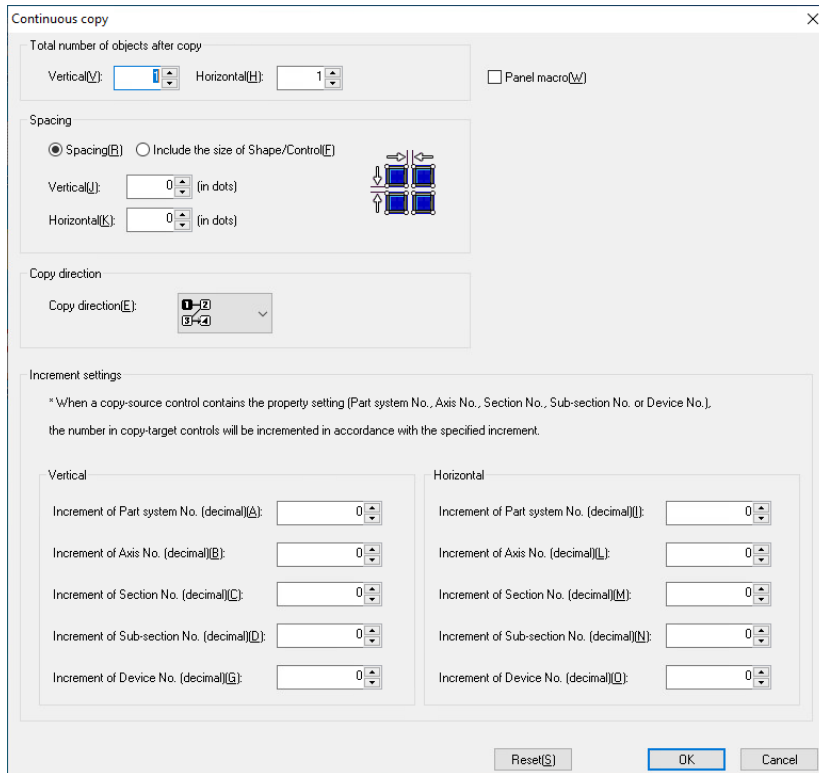 Continuous copy
Total number of objects after copy
Vertical(V): 1 Horizontal(H): 1
Panel macro(W)
Spacing
Spacing(R) Include the size of Shape/Control(F)
Vertical(J): 0 (in dots)
Horizontal(K): 0 (in dots)
Copy direction
Copy direction(E): 1 2
3 4
Increment settings
* When a copy-source control contains the property setting (Part system No., Axis No., Section No., Sub-section No. or Device No.),
the number in copy-target controls will be incremented in accordance with the specified increment.
Vertical
Increment of Part system No. (decimal)(A): 0
Increment of Axis No. (decimal)(B): 0
Increment of Section No. (decimal)(C): 0
Increment of Sub-section No. (decimal)(D): 0
Increment of Device No. (decimal)(G): 0
Horizontal
Increment of Part system No. (decimal)(I): 0
Increment of Axis No. (decimal)(L): 0
Increment of Section No. (decimal)(M): 0
Increment of Sub-section No. (decimal)(N): 0
Increment of Device No. (decimal)(O): 0
Reset(S) OK Cancel